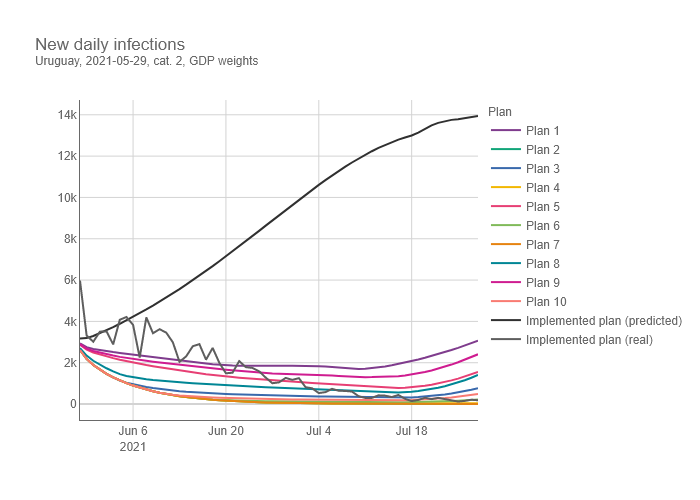 New daily infections
Uruguay, 2021-05-29, cat. 2, GDP weights
14k
12k
10k
8k
6k
4k
2k
0
Jun 6
2021
Jun 20
Jul 4
Jul 18
Plan
Plan 1
Plan 2
Plan 3
Plan 4
Plan 5
Plan 6
Plan 7
Plan 8
Plan 9
Plan 10
Implemented plan (predicted)
Implemented plan (real)